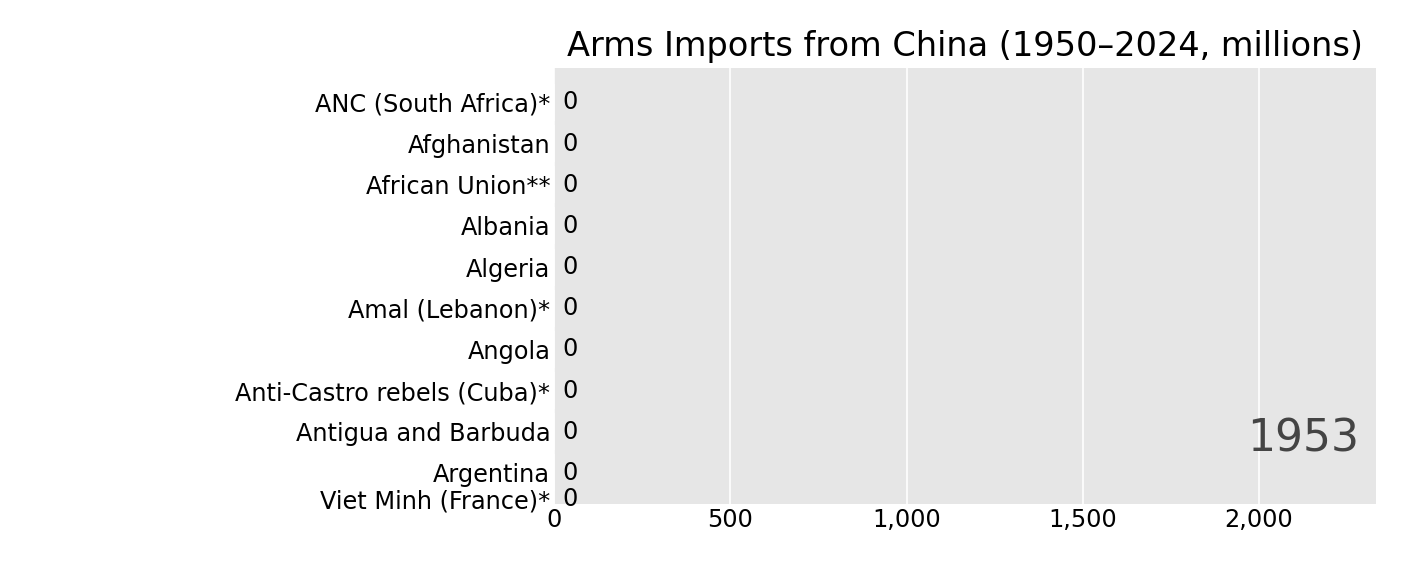 Arms Imports from China (1950–2024, millions)
ANC (South Africa)* 0
Afghanistan 0
African Union** 0
Albania 0
Algeria 0
Amal (Lebanon)* 0
Angola 0
Anti-Castro rebels (Cuba)* 0
Antigua and Barbuda 0
1953
Argentina 0
Viet Minh (France)* 0
0 500 1,000 1,500 2,000